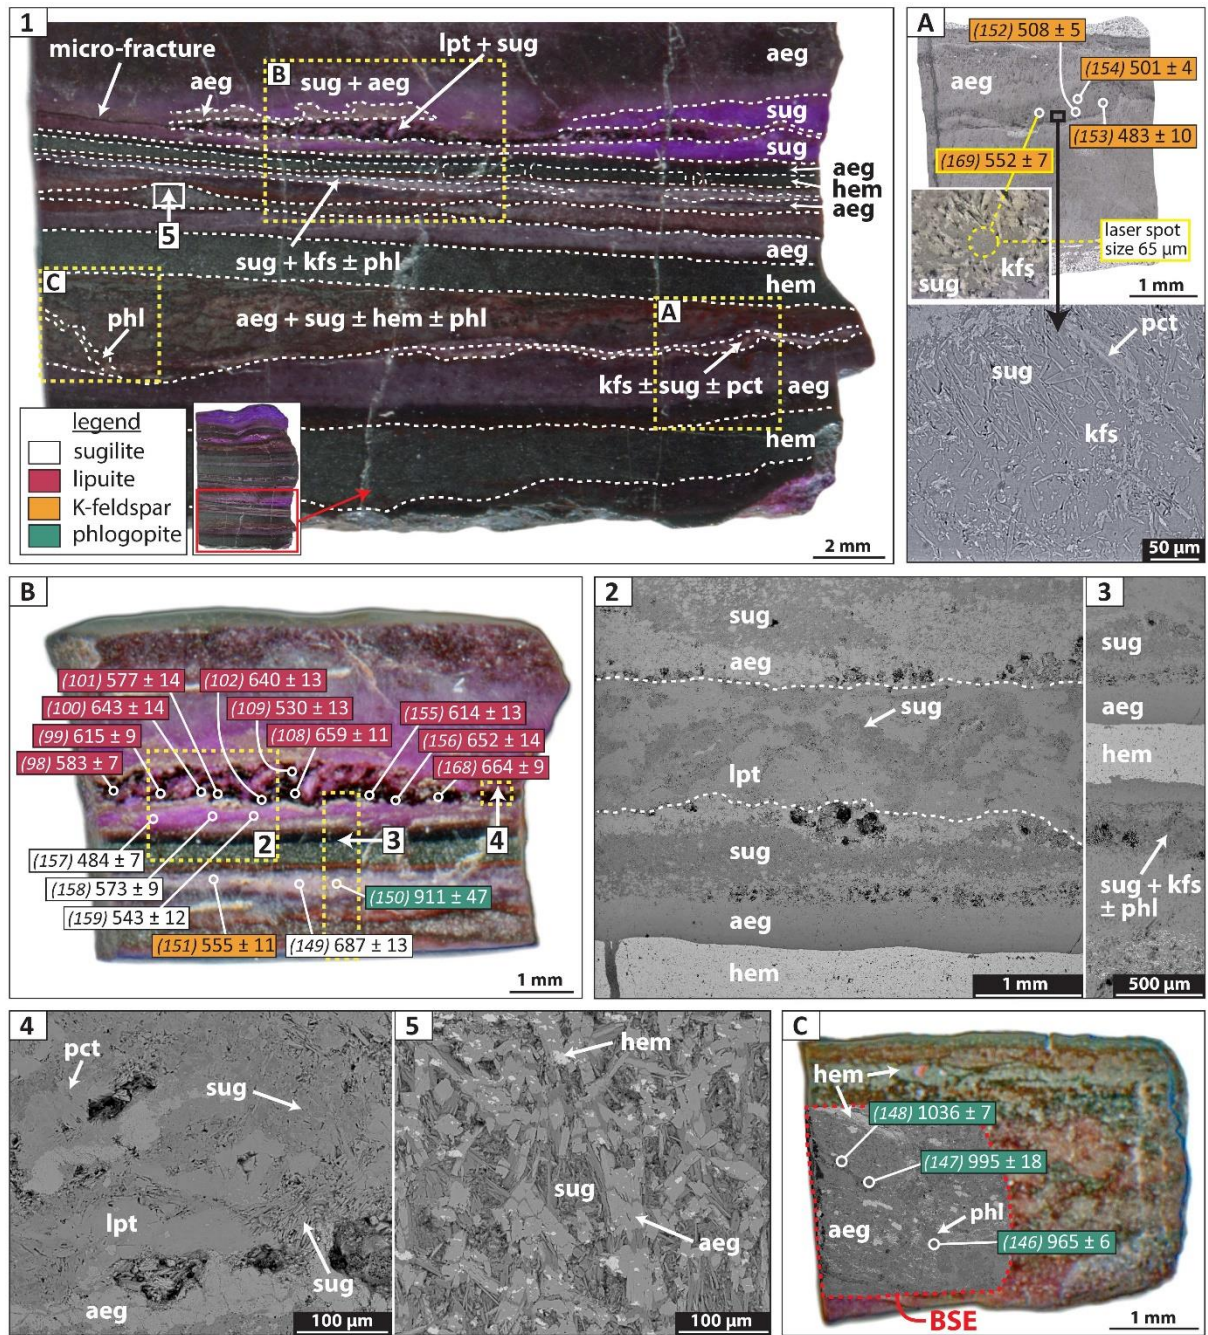 1
micro-fracture
lpt + sug
aeg
aeg
B
sug + aeg
sug
sug
aeg
hem
aeg
5
sug + kfs ± phl
aeg
hem
C
phl
aeg + sug ± hem ± phl
A
kfs ± sug ± pct
aeg
hem
legend
sugilite
lipuite
K-feldspar
phlogopite
2 mm
A
(152) 508 ± 5
aeg
(154) 501 ± 4
(153) 483 ± 10
(169) 552 ± 7
laser spot
size 65 µm
kfs
sug
1 mm
pct
sug
kfs
50 µm
B
(101) 577 ± 14
(102) 640 ± 13
(100) 643 ± 14
(109) 530 ± 13
(155) 614 ± 13
(99) 615 ± 9
(108) 659 ± 11
(156) 652 ± 14
(98) 583 ± 7
(168) 664 ± 9
2
3
4
(157) 484 ± 7
(158) 573 ± 9
(150) 911 ± 47
(159) 543 ± 12
(151) 555 ± 11
(149) 687 ± 13
1 mm
2
sug
aeg
sug
lpt
sug
aeg
hem
1 mm
3
sug
aeg
hem
sug + kfs
± phl
500 µm
4
pct
sug
lpt
sug
aeg
100 µm
5
hem
sug
aeg
100 µm
C
hem
(148) 1036 ± 7
(147) 995 ± 18
phl
aeg
(146) 965 ± 6
BSE
1 mm